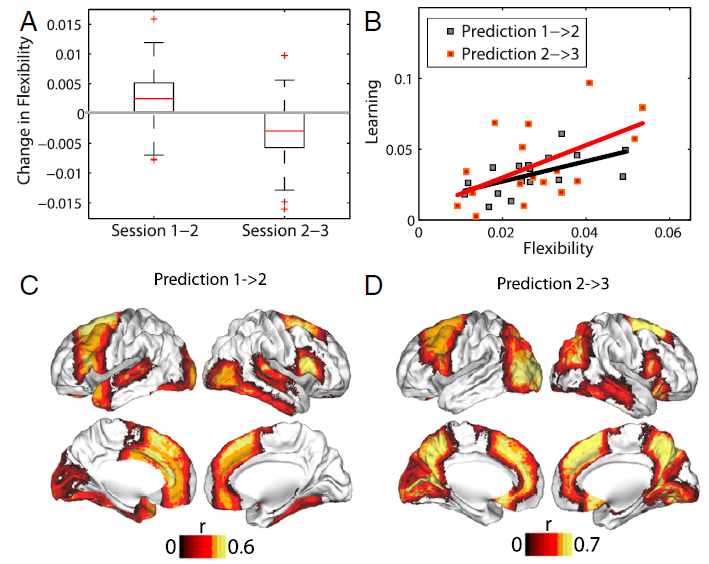 A
Change in Flexibility
0.015
0.01
0.005
0
−0.005
−0.01
−0.015
Session 1−2
Session 2−3
B
Learning
0.1
0.05
0
Prediction 1−>2
Prediction 2−>3
0
0.02
0.04
0.06
Flexibility
C
Prediction 1->2
r
0
0.6
D
Prediction 2->3
r
0
0.7